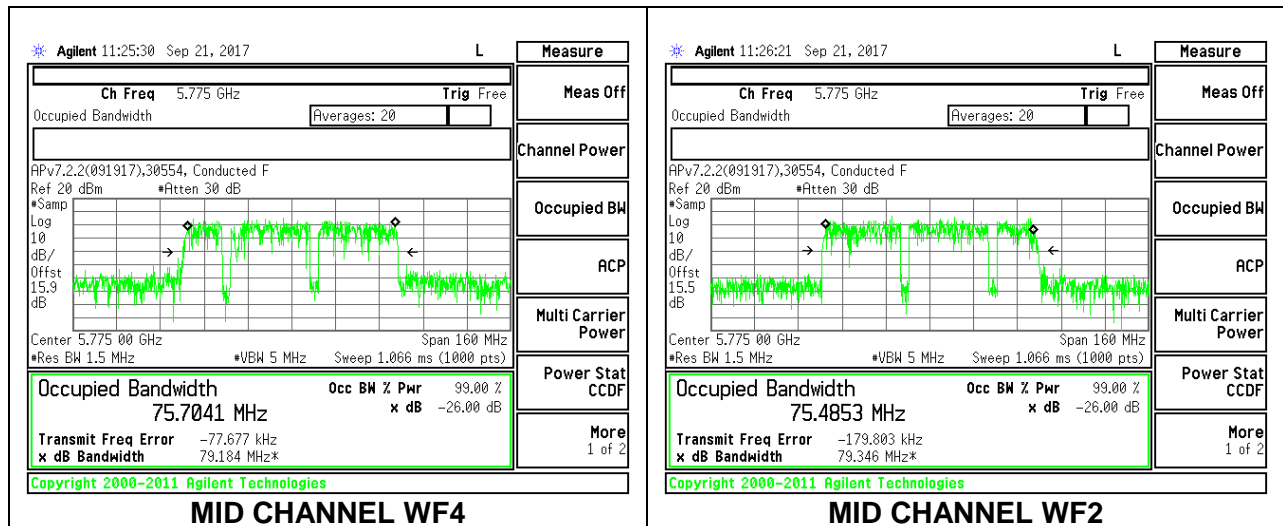 Agilent 11:25:30 Sep 21, 2017 L
Measure
Ch Freq 5.775 GHz Trig Free
Occupied Bandwidth Averages: 20
APv7.2.2(091917),30554, Conducted F
Ref 20 dBm #Atten 30 dB
#Samp
Log
10
dB/
Offst
15.9
dB
Center 5.775 00 GHz Span 160 MHz
#Res BW 1.5 MHz #VBW 5 MHz Sweep 1.066 ms (1000 pts)
Occupied Bandwidth Occ BW % Pwr 99.00 %
75.7041 MHz x dB -26.00 dB
Transmit Freq Error -77.677 kHz
x dB Bandwidth 79.184 MHz*
Copyright 2000-2011 Agilent Technologies
Meas Off
Channel Power
Occupied BW
ACP
Multi Carrier
Power
Power Stat
CCDF
More
1 of 2
MID CHANNEL WF4
Agilent 11:26:21 Sep 21, 2017 L
Measure
Ch Freq 5.775 GHz Trig Free
Occupied Bandwidth Averages: 20
APv7.2.2(091917),30554, Conducted F
Ref 20 dBm #Atten 30 dB
#Samp
Log
10
dB/
Offst
15.5
dB
Center 5.775 00 GHz Span 160 MHz
#Res BW 1.5 MHz #VBW 5 MHz Sweep 1.066 ms (1000 pts)
Occupied Bandwidth Occ BW % Pwr 99.00 %
75.4853 MHz x dB -26.00 dB
Transmit Freq Error -179.803 kHz
x dB Bandwidth 79.346 MHz*
Copyright 2000-2011 Agilent Technologies
Meas Off
Channel Power
Occupied BW
ACP
Multi Carrier
Power
Power Stat
CCDF
More
1 of 2
MID CHANNEL WF2